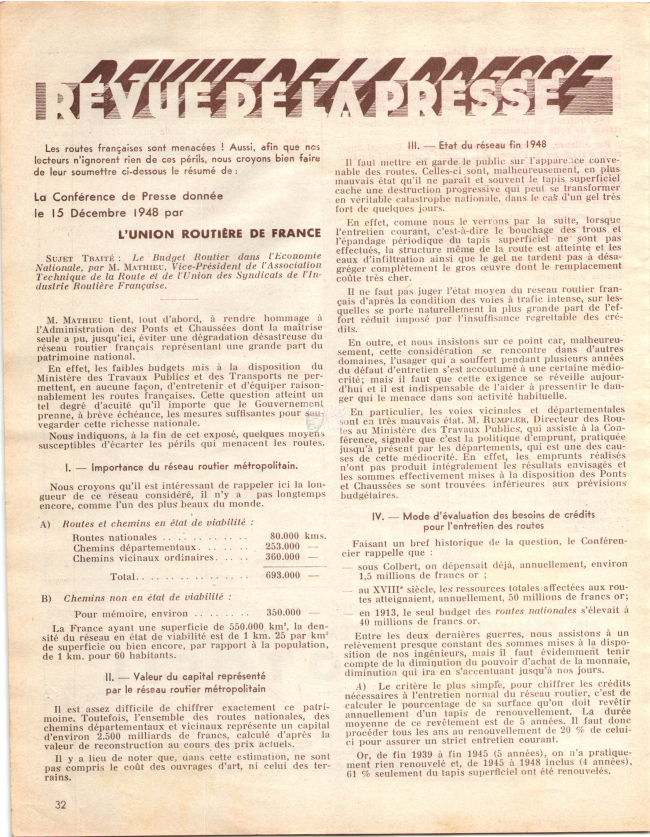 REVUE DE LA PRESSE
Les routes françaises sont menacées ! Aussi, afin que nos
lecteurs n'ignorent rien de ces périls, nous croyons bien faire
de leur soumettre ci-dessous le résumé de :
La Conférence de Presse donnée
le 15 Décembre 1948 par
L'UNION ROUTIÈRE DE FRANCE
SUJET TRAITÉ : Le Budget Routier dans l'Economie
Nationale, par M. MATHIEU, Vice-Président de l'Association
Technique de la Route et de l'Union des Syndicats de l'In-
dustrie Routière Française.
M. MATHIEU tient, tout d'abord, à rendre hommage à
l'Administration des Ponts et Chaussées dont la maîtrise
seule a pu, jusqu'ici, éviter une dégradation désastreuse du
réseau routier français représentant une grande part du
patrimoine national.
En effet, les faibles budgets mis à la disposition du
Ministère des Travaux Publics et des Transports ne per-
mettent, en aucune façon, d'entretenir et d'équiper raison-
nablement les routes françaises. Cette question atteint un
tel degré d'acuité qu'il importe que le Gouvernement
prenne, à brève échéance, les mesures suffisantes pour sau
vegarder cette richesse nationale.
Nous indiquons, à la fin de cet exposé, quelques moyens
susceptibles d'écarter les périls qui menacent les routes.
I. — Importance du réseau routier métropolitain.
Nous croyons qu'il est intéressant de rappeler ici la lon-
gueur de ce réseau considéré, il n'y a pas longtemps
encore, comme l'un des plus beaux du monde.
A) Routes et chemins en état de viabilité :
Routes nationales . . . . . . . . . . 80.000 kms.
Chemins départementaux. . . . . . 253.000 —
Chemins vicinaux ordinaires. . . . 360.000 —
Total. . . . . . . . . . . . . 693.000 —
B) Chemins non en état de viabilité :
Pour mémoire, environ . . . . . . . 350.000 —
La France ayant une superficie de 550.000 km², la den-
sité du réseau en état de viabilité est de 1 km. 25 par km²
de superficie ou bien encore, par rapport à la population,
de 1 km. pour 60 habitants.
II. — Valeur du capital représenté
par le réseau routier métropolitain
Il est assez difficile de chiffrer exactement ce patri-
moine. Toutefois, l'ensemble des routes nationales, des
chemins départementaux et vicinaux représente un capital
d'environ 2.500 milliards de francs, calculé d'après la
valeur de reconstruction au cours des prix actuels.
Il y a lieu de noter que, dans cette estimation, ne sont
pas compris le coût des ouvrages d'art, ni celui des ter-
rains.
32
III. — Etat du réseau fin 1948
Il faut mettre en garde le public sur l'apparence conve-
nable des routes. Celles-ci sont, malheureusement, en plus
mauvais état qu'il ne paraît et souvent le tapis superficiel
cache une destruction progressive qui peut se transformer
en véritable catastrophe nationale, dans le cas d'un gel très
fort de quelques jours.
En effet, comme nous le verrons par la suite, lorsque
l'entretien courant, c'est-à-dire le bouchage des trous et
l'épandage périodique du tapis superficiel ne sont pas
effectués, la structure même de la route est atteinte et les
eaux d'infiltration ainsi que le gel ne tardent pas à désa-
gréger complètement le gros œuvre dont le remplacement
coûte très cher.
Il ne faut pas juger l'état moyen du réseau routier fran-
çais d'après la condition des voies à trafic intense, sur les-
quelles se porte naturellement la plus grande part de l'ef-
fort réduit imposé par l'insuffisance regrettable des cré-
dits.
En outre, et nous insistons sur ce point car, malheureu-
sement, cette considération se rencontre dans d'autres
domaines, l'usager qui a souffert pendant plusieurs années
du défaut d'entretien s'est accoutumé à une certaine médio-
crité; mais il faut que cette exigence se réveille aujour-
d'hui et il est indispensable de l'aider à pressentir le dan-
ger qui le menace dans son activité habituelle.
En particulier, les voies vicinales et départementales
sont en très mauvais état. M. RUMPLER, Directeur des Rou-
tes au Ministère des Travaux Publics, qui assiste à la Con-
férence, signale que c'est la politique d'emprunt, pratiquée
jusqu'à présent par les départements, qui est une des cau-
ses de cette médiocrité. En effet, les emprunts réalisés
n'ont pas produit intégralement les résultats envisagés et
les sommes effectivement mises à la disposition des Ponts
et Chaussées se sont trouvées inférieures aux prévisions
budgétaires.
IV. — Mode d'évaluation des besoins de crédits
pour l'entretien des routes
Faisant un bref historique de la question, le Conféren-
cier rappelle que :
— sous Colbert, on dépensait déjà, annuellement, environ
1,5 millions de francs or ;
— au XVIIIe siècle, les ressources totales affectées aux rou-
tes atteignaient, annuellement, 50 millions de francs or;
— en 1913, le seul budget des routes nationales s'élevait à
40 millions de francs or.
Entre les deux dernières guerres, nous assistons à un
relèvement presque constant des sommes mises à la dispo-
sition de nos ingénieurs, mais il faut évidemment tenir
compte de la diminution du pouvoir d'achat de la monnaie,
diminution qui ira en s'accentuant jusqu'à nos jours.
A) Le critère le plus simple, pour chiffrer les crédits
nécessaires à l'entretien normal du réseau routier, c'est de
calculer le pourcentage de sa surface qu'on doit revêtir
annuellement d'un tapis de renouvellement. La durée
moyenne de ce revêtement est de 5 années. Il faut donc
procéder tous les ans au renouvellement de 20 % de celui-
ci pour assurer un strict entretien courant.
Or, de fin 1939 à fin 1945 (5 années), on n'a pratique-
ment rien renouvelé et, de 1945 à 1948 inclus (4 années),
61 % seulement du tapis superficiel ont été renouvelés.